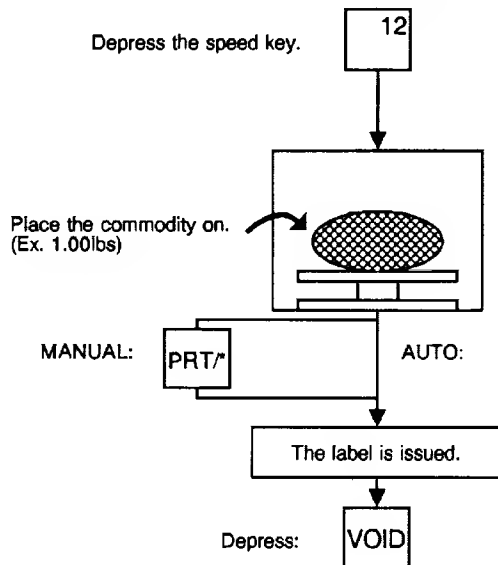 Depress the speed key.
12
Place the commodity on.
(Ex. 1.00lbs)
MANUAL:
PRT/*
AUTO:
The label is issued.
Depress:
VOID